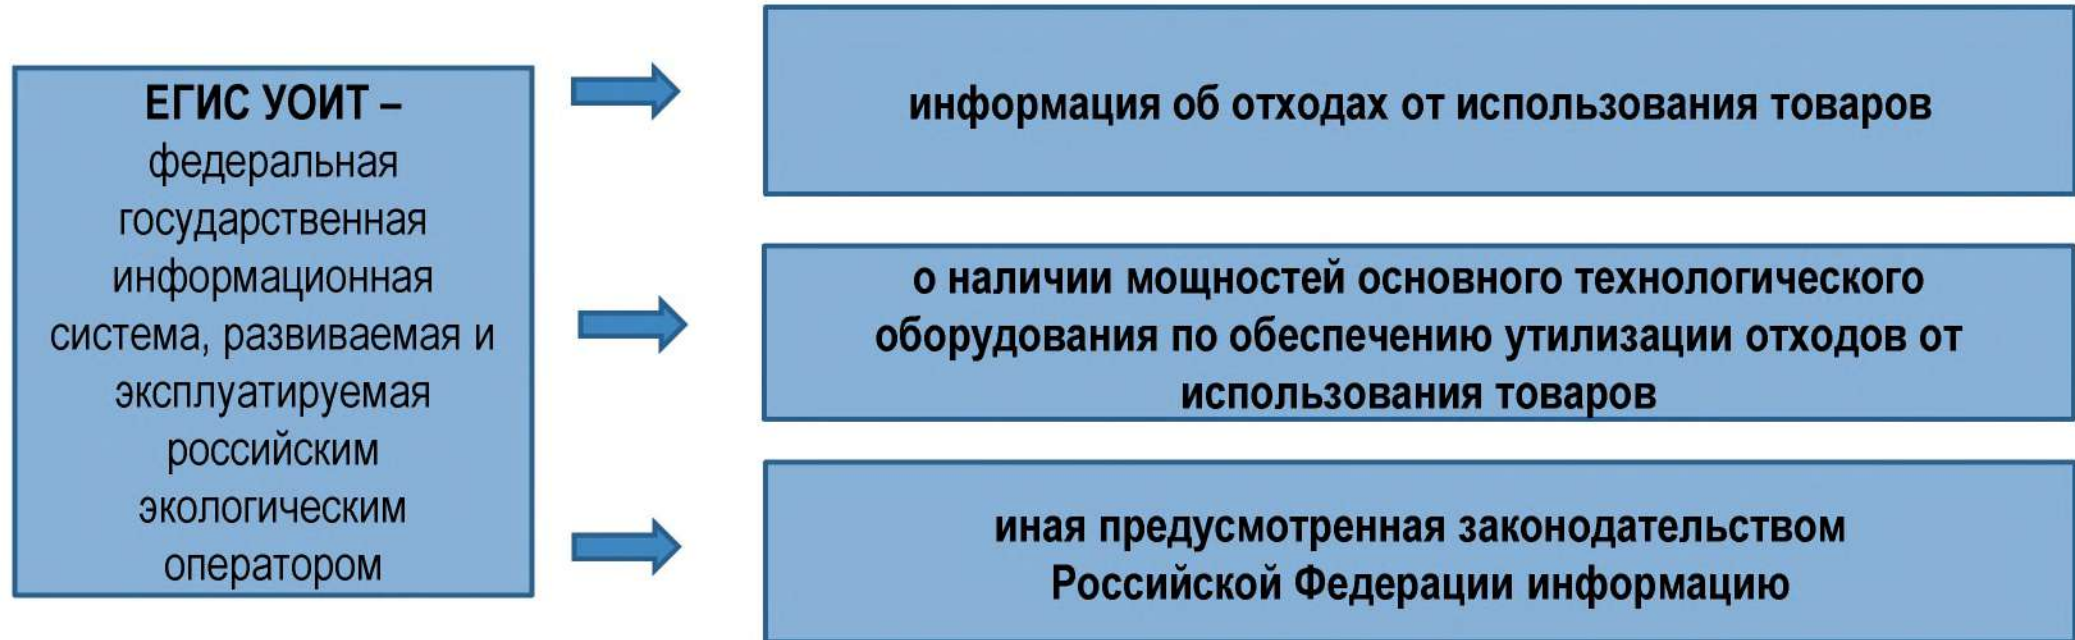 ЕГИС УОИТ –
федеральная
государственная
информационная
система, развиваемая и
эксплуатируемая
российским
экологическим
оператором
информация об отходах от использования товаров
о наличии мощностей основного технологического
оборудования по обеспечению утилизации отходов от
использования товаров
иная предусмотренная законодательством
Российской Федерации информацию